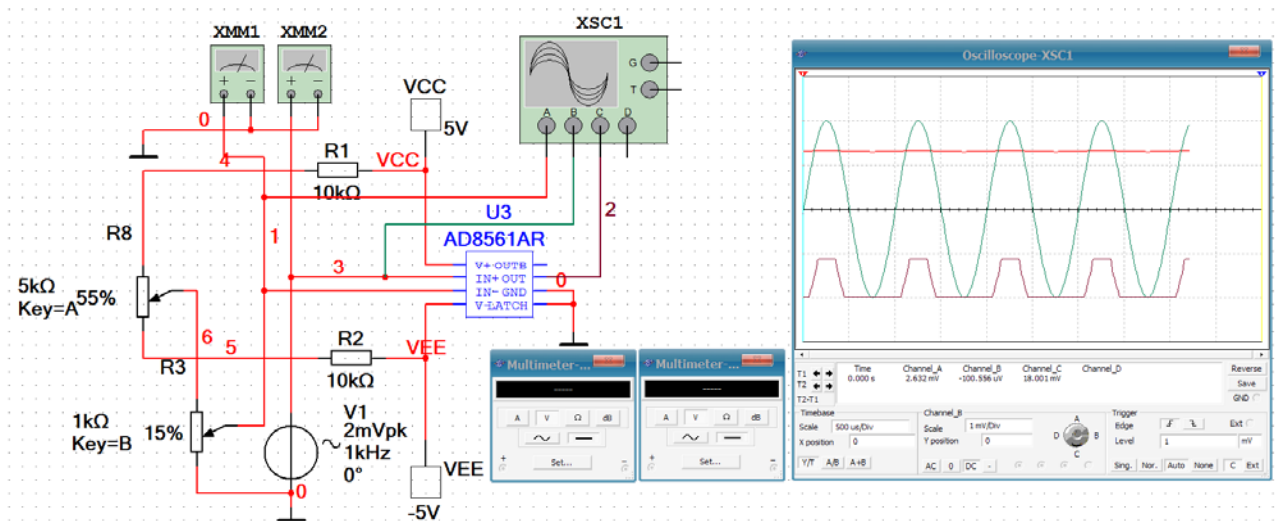 XMM1
XMM2
XSC1
G
T
A
B
C
D
VCC
5V
0
4
R1
VCC
10kΩ
1
U3
2
AD8561AR
R8
V+ OUTB
IN+ OUT
IN- GND
V- LATCH
3
0
5kΩ
Key=A
55%
6
5
R3
R2
VEE
10kΩ
1kΩ
Key=B
15%
V1
2mVpk
1kHz
0°
0
VEE
-5V
Multimeter-...
-----
A V Ω dB
+ Set... -
Multimeter-...
-----
A V Ω dB
+ Set... -
Oscilloscope-XSC1
Time Channel_A Channel_B Channel_C Channel_D
T1 0.000 s 2.632 mV -100.556 uV 18.001 mV
T2
T2-T1
Reverse
Save
GND
Timebase
Scale 500 us/Div
X position 0
Y/T A/B A+B
Channel_B
Scale 1 mV/Div
Y position 0
AC 0 DC -
A
B
C
D
Trigger
Edge
Ext
Level 1 mV
Sing. Nor. Auto None C Ext